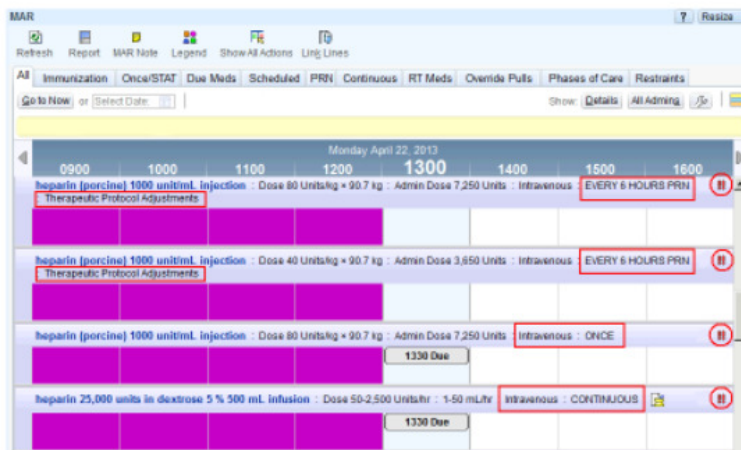 MAR ? Resize
Refresh Report MAR Note Legend Show All Actions Link Lines
All Immunization Once/STAT Due Meds Scheduled PRN Continuous RT Meds Override Pulls Phases of Care Restraints
Go to Now or Select Date: Show: Details All Admins
Monday April 22, 2013
0900 1000 1100 1200 1300 1400 1500 1600
heparin (porcine) 1000 unit/mL injection : Dose 80 Units/kg × 90.7 kg : Admin Dose 7,250 Units : Intravenous : EVERY 6 HOURS PRN
: Therapeutic Protocol Adjustments
heparin (porcine) 1000 unit/mL injection : Dose 40 Units/kg × 90.7 kg : Admin Dose 3,650 Units : Intravenous : EVERY 6 HOURS PRN
: Therapeutic Protocol Adjustments
heparin (porcine) 1000 unit/mL injection : Dose 80 Units/kg × 90.7 kg : Admin Dose 7,250 Units : Intravenous : ONCE
1330 Due
heparin 25,000 units in dextrose 5 % 500 mL infusion : Dose 50-2,500 Units/hr : 1-50 mL/hr : Intravenous : CONTINUOUS
1330 Due